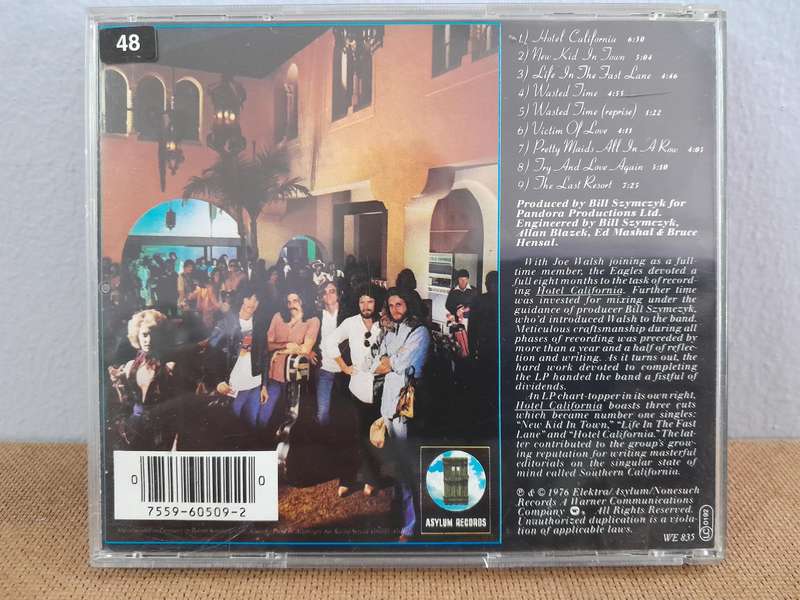 48
1) Hotel California 6:30
2) New Kid In Town 5:04
3) Life In The Fast Lane 4:46
4) Wasted Time 4:55
5) Wasted Time (reprise) 1:22
6) Victim Of Love 4:11
7) Pretty Maids All In A Row 4:05
8) Try And Love Again 5:10
9) The Last Resort 7:25
Produced by Bill Szymczyk for
Pandora Productions Ltd.
Engineered by Bill Szymczyk,
Allan Blazek, Ed Mashal & Bruce
Hensal.
With Joe Walsh joining as a full-
time member, the Eagles devoted a
full eight months to the task of record-
ing Hotel California. Further time
was invested for mixing under the
guidance of producer Bill Szymczyk,
who'd introduced Walsh to the band.
Meticulous craftsmanship during all
phases of recording was preceded by
more than a year and a half of reflec-
tion and writing. As it turns out, the
hard work devoted to completing
the LP handed the band a fistful of
dividends.
An LP chart-topper in its own right,
Hotel California boasts three cuts
which became number one singles:
"New Kid In Town," "Life In The Fast
Lane" and "Hotel California." The lat-
ter contributed to the group's grow-
ing reputation for writing masterful
editorials on the singular state of
mind called Southern California.
℗ & © 1976 Elektra/Asylum/Nonesuch
Records A Warner Communications
Company. All Rights Reserved.
Unauthorized duplication is a viola-
tion of applicable laws.
WE 835
LC 0192
0 0
7559-60509-2
ASYLUM RECORDS